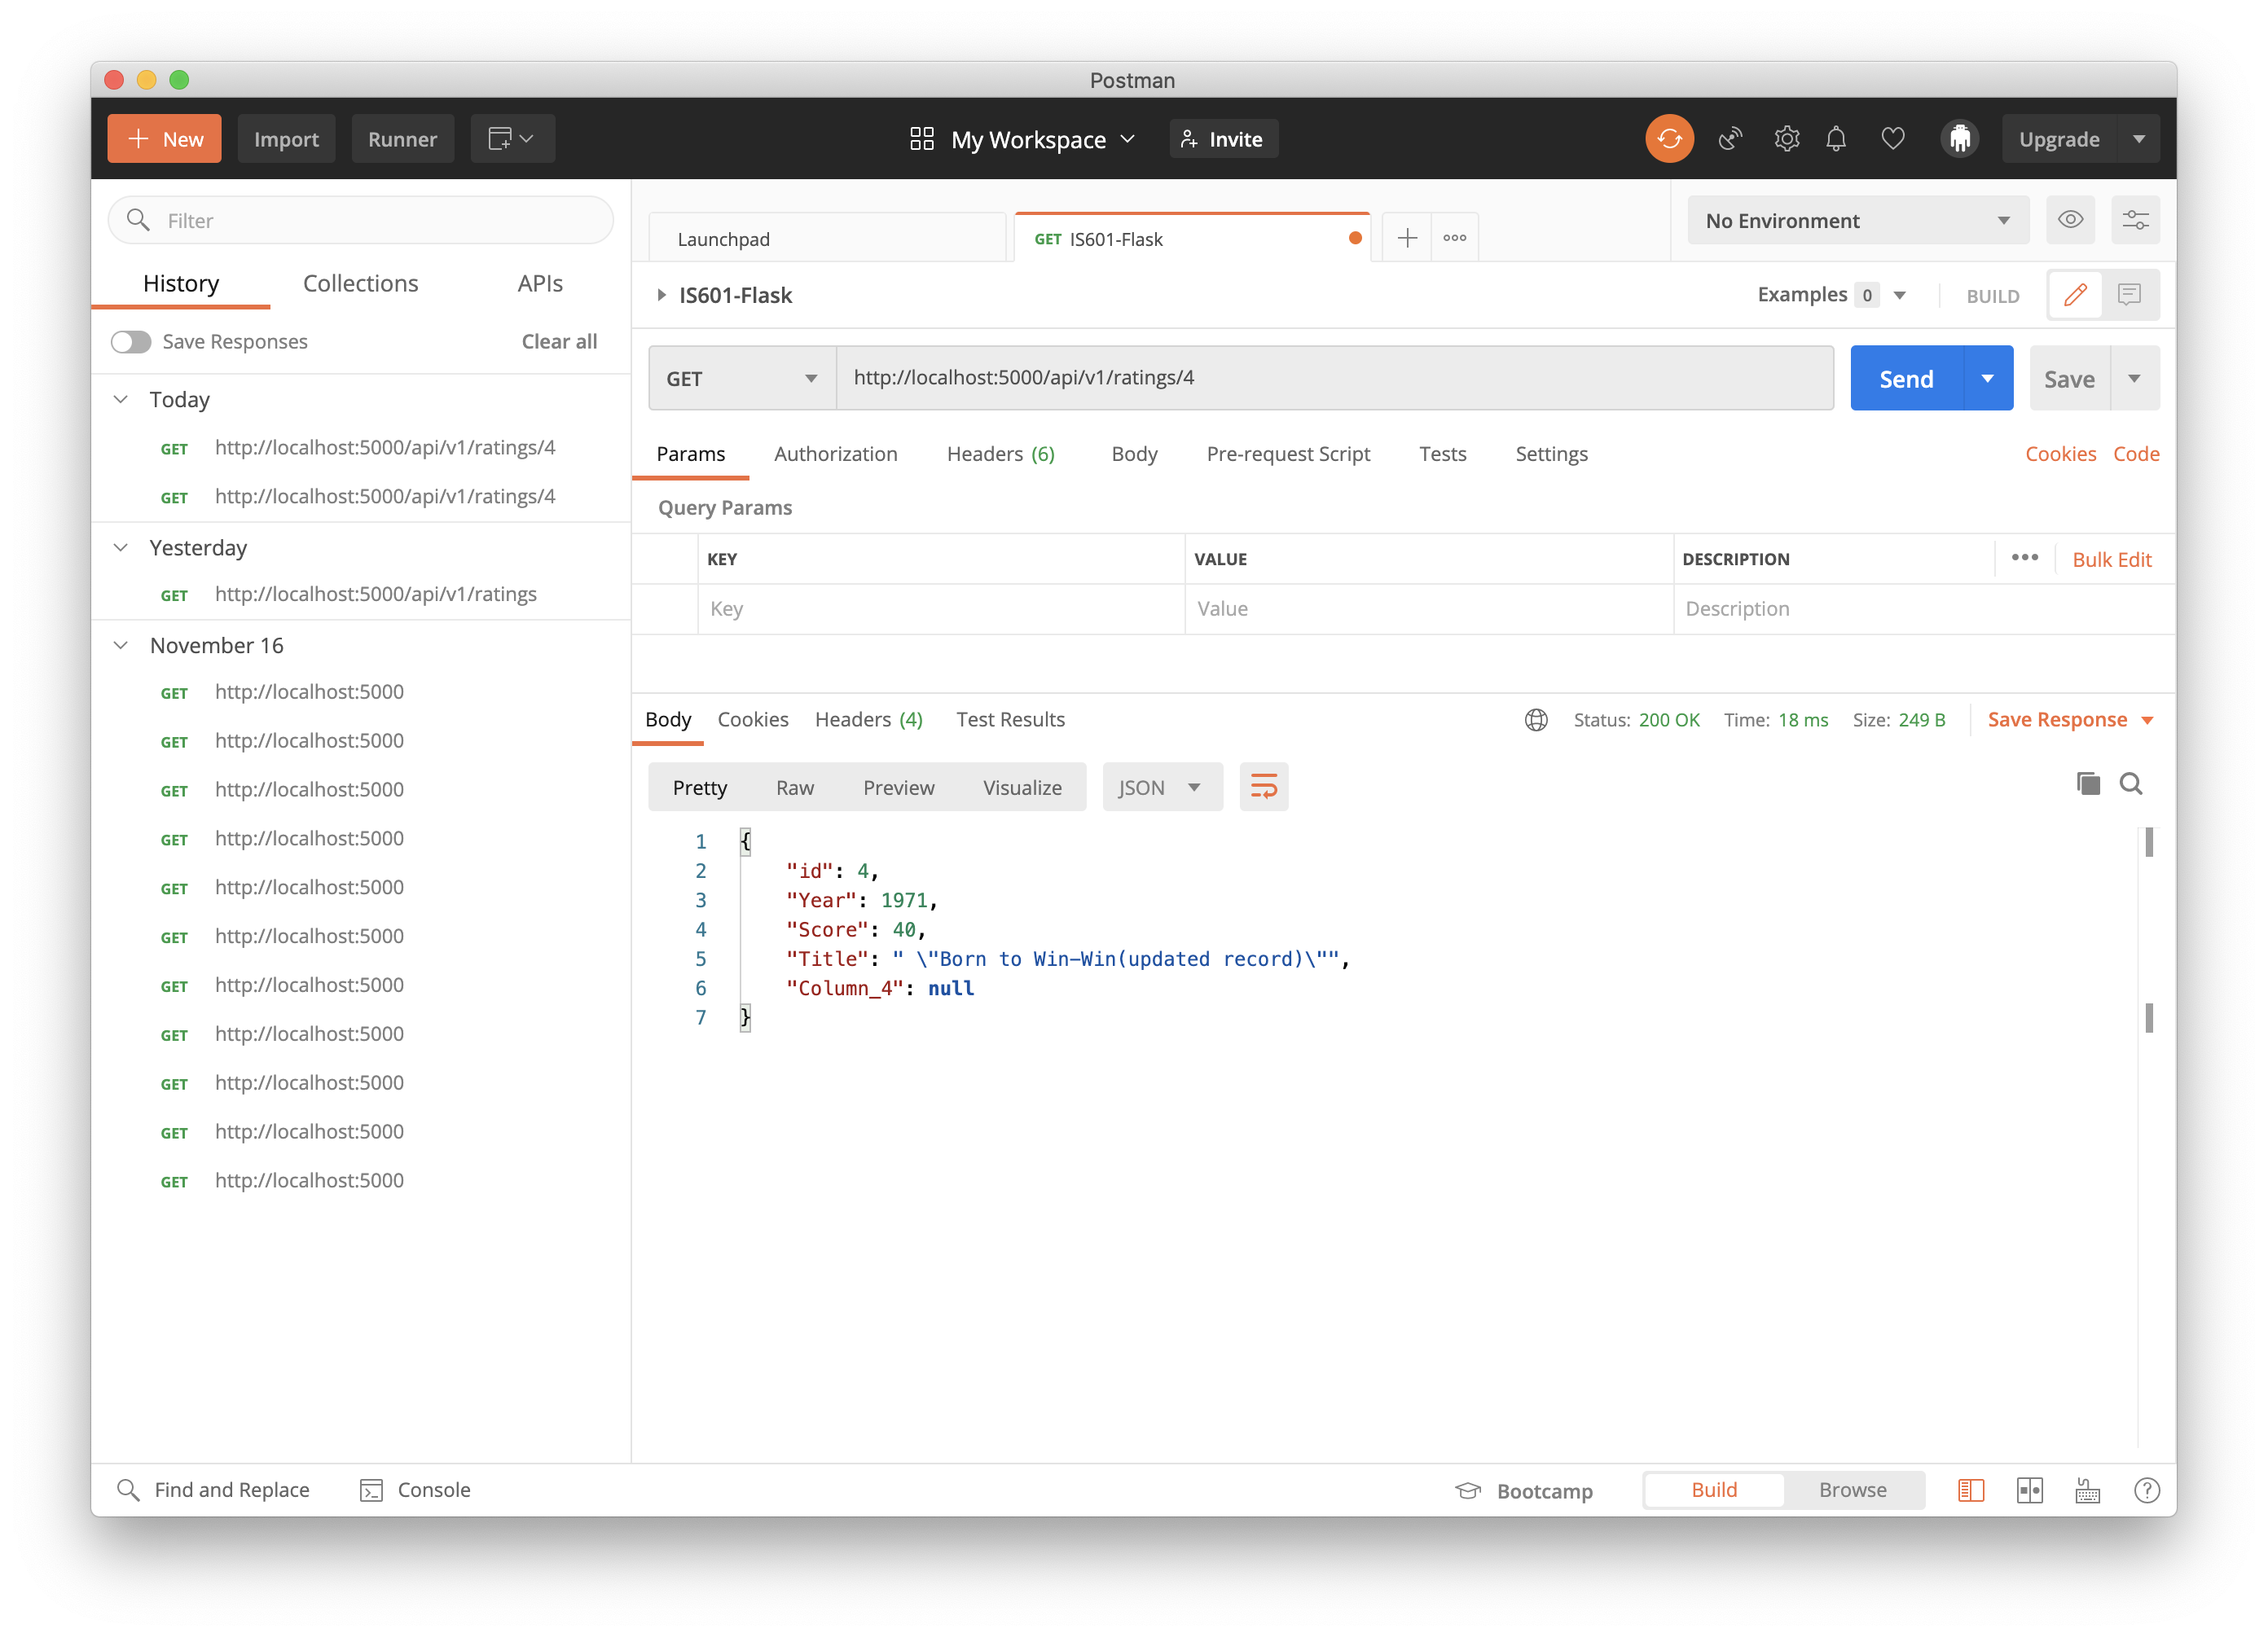 Postman
New Import Runner My Workspace Invite Upgrade
Filter
History Collections APIs
Save Responses Clear all
Today
GET http://localhost:5000/api/v1/ratings/4
GET http://localhost:5000/api/v1/ratings/4
Yesterday
GET http://localhost:5000/api/v1/ratings
November 16
GET http://localhost:5000
GET http://localhost:5000
GET http://localhost:5000
GET http://localhost:5000
GET http://localhost:5000
GET http://localhost:5000
GET http://localhost:5000
GET http://localhost:5000
GET http://localhost:5000
GET http://localhost:5000
GET http://localhost:5000
Launchpad GET IS601-Flask No Environment
IS601-Flask Examples 0 BUILD
GET http://localhost:5000/api/v1/ratings/4 Send Save
Params Authorization Headers (6) Body Pre-request Script Tests Settings Cookies Code
Query Params
KEY VALUE DESCRIPTION Bulk Edit
Key Value Description
Body Cookies Headers (4) Test Results Status: 200 OK Time: 18 ms Size: 249 B Save Response
Pretty Raw Preview Visualize JSON
1 {
2 "id": 4,
3 "Year": 1971,
4 "Score": 40,
5 "Title": " \"Born to Win-Win(updated record)\"",
6 "Column_4": null
7 }
Find and Replace Console Bootcamp Build Browse